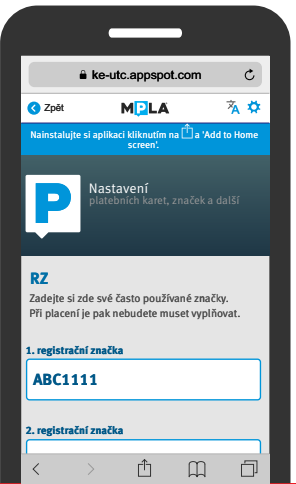 ke-utc.appspot.com
Zpět
MPLA
Nainstalujte si aplikaci kliknutím na a 'Add to Home
screen'.
P
Nastavení
platebních karet, značek a další
RZ
Zadejte si zde své často používané značky.
Při placení je pak nebudete muset vyplňovat.
1. registrační značka
ABC1111
2. registrační značka